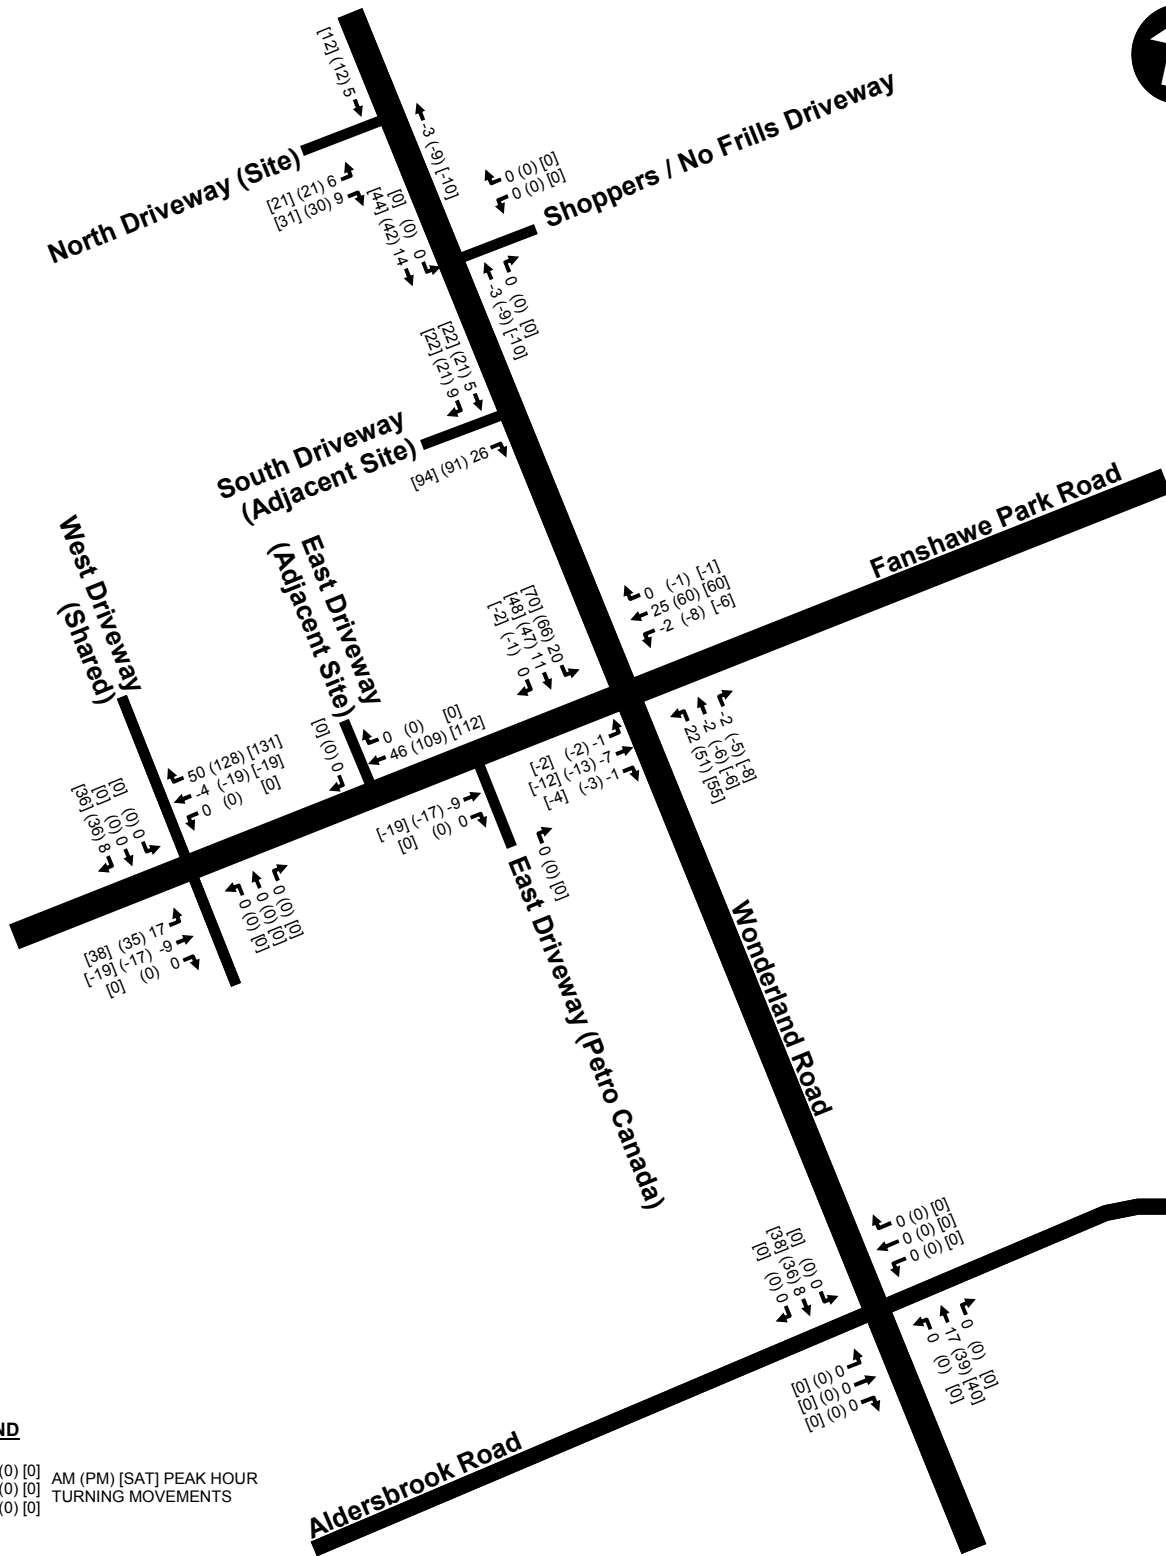 [12] (12) 5
-3 (-9) [-10]
North Driveway (Site)
[21] (21) 6
[31] (30) 9
0 (0) [0]
0 (0) [0]
Shoppers / No Frills Driveway
[0] (0) 0
[44] (42) 14
0 (0) [0]
-3 (-9) [-10]
[22] (21) 5
[22] (21) 9
South Driveway
(Adjacent Site)
[94] (91) 26
West Driveway
(Shared)
East Driveway
(Adjacent Site)
Fanshawe Park Road
0 (-1) [-1]
25 (60) [60]
-2 (-8) [-6]
[70] (66) 20
[48] (47) 11
[-2] (-1) 0
-2 (-5) [-8]
-2 (-6) [-6]
22 (51) [55]
[-2] (-2) -1
[-12] (-13) -7
[-4] (-3) -1
[0] (0) 0
0 (0) [0]
46 (109) [112]
50 (128) [131]
-4 (-19) [-19]
0 (0) [0]
[0] (0) 0
[0] (0) 0
[36] (36) 8
[-19] (-17) -9
[0] (0) 0
0 (0) [0]
East Driveway (Petro Canada)
0 (0) [0]
0 (0) [0]
0 (0) [0]
[38] (35) 17
[-19] (-17) -9
[0] (0) 0
Wonderland Road
0 (0) [0]
0 (0) [0]
0 (0) [0]
[0] (0) 0
[38] (36) 8
[0] (0) 0
0 (0) [0]
17 (39) [40]
0 (0) [0]
[0] (0) 0
[0] (0) 0
[0] (0) 0
Aldersbrook Road
ND
(0) [0]
(0) [0]
(0) [0]
AM (PM) [SAT] PEAK HOUR
TURNING MOVEMENTS